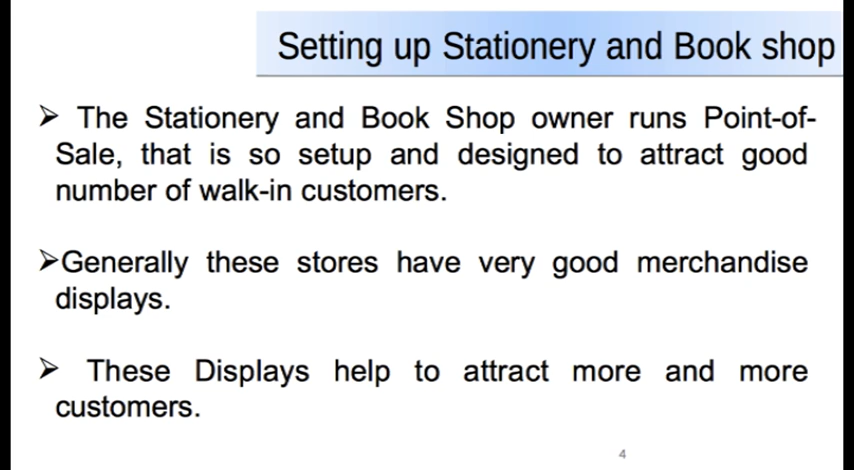 Setting up Stationery and Book shop
➢ The Stationery and Book Shop owner runs Point-of-
Sale, that is so setup and designed to attract good
number of walk-in customers.
➢Generally these stores have very good merchandise
displays.
➢ These Displays help to attract more and more
customers.
4